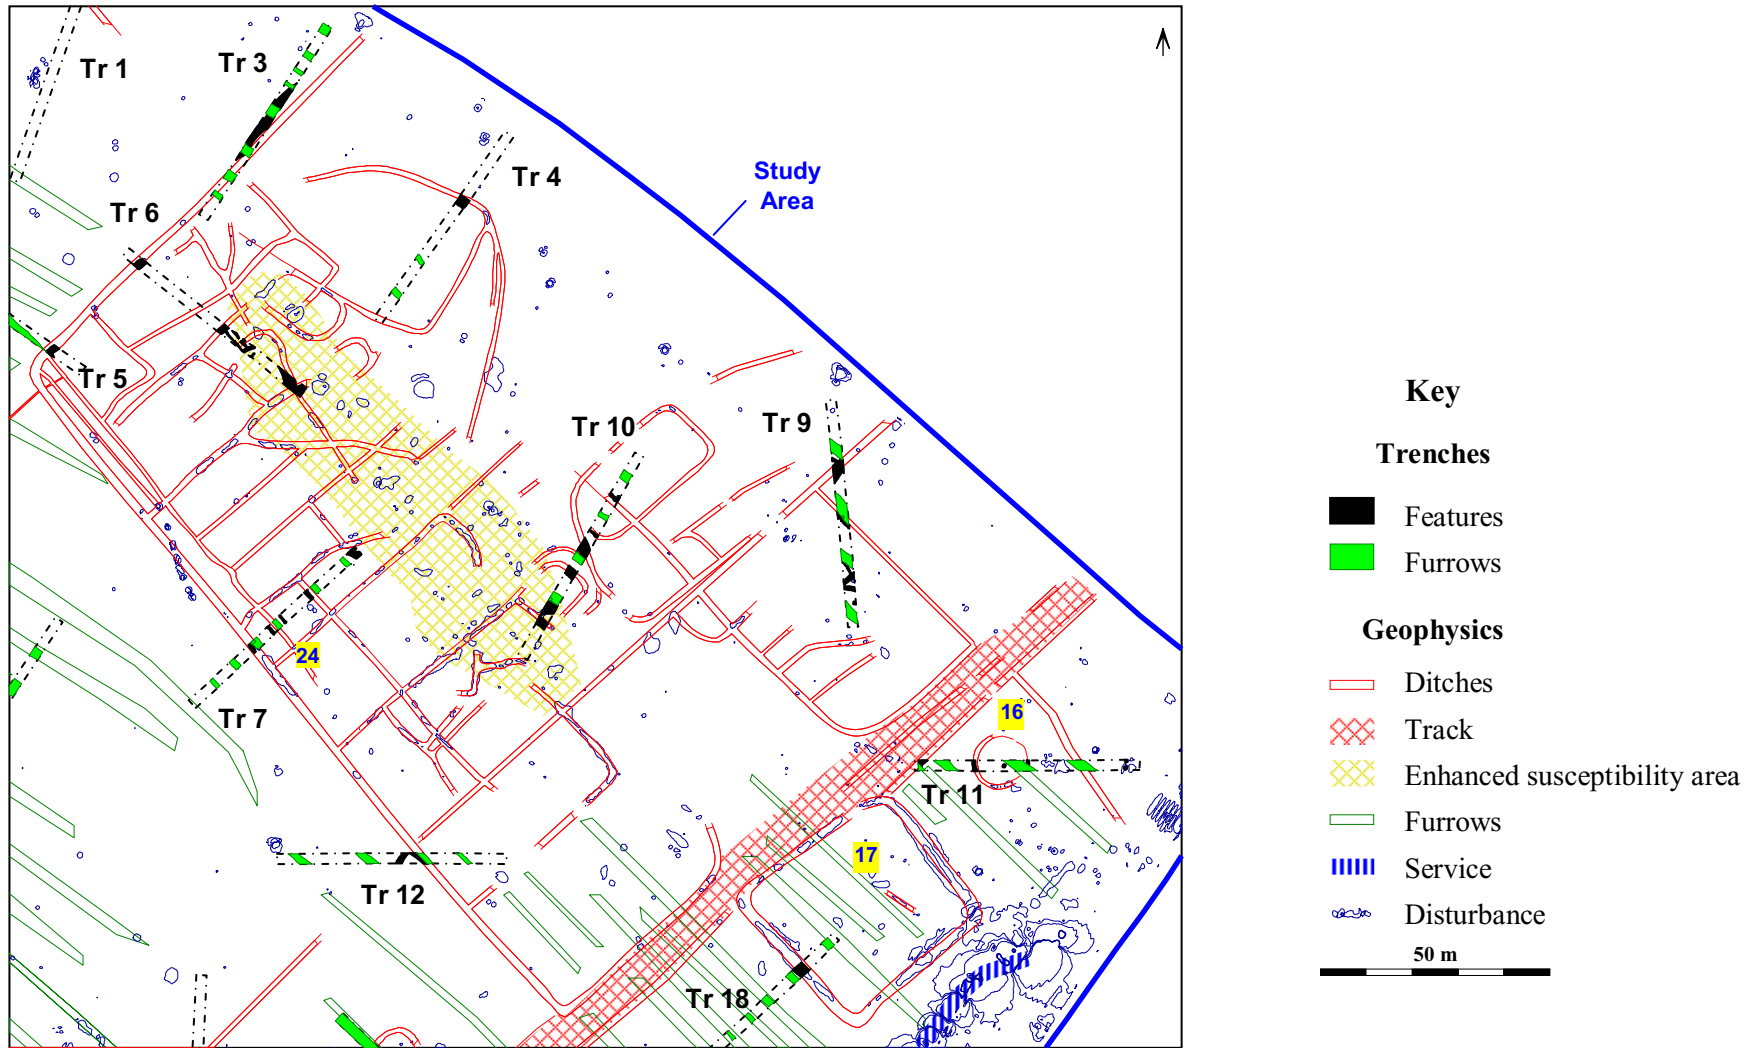 Tr 1
Tr 3
Tr 4
Study
Area
Tr 6
Tr 5
Tr 10
Tr 9
24
Tr 7
16
Tr 11
17
Tr 12
Tr 18
Key
Trenches
Features
Furrows
Geophysics
Ditches
Track
Enhanced susceptibility area
Furrows
Service
Disturbance
50 m